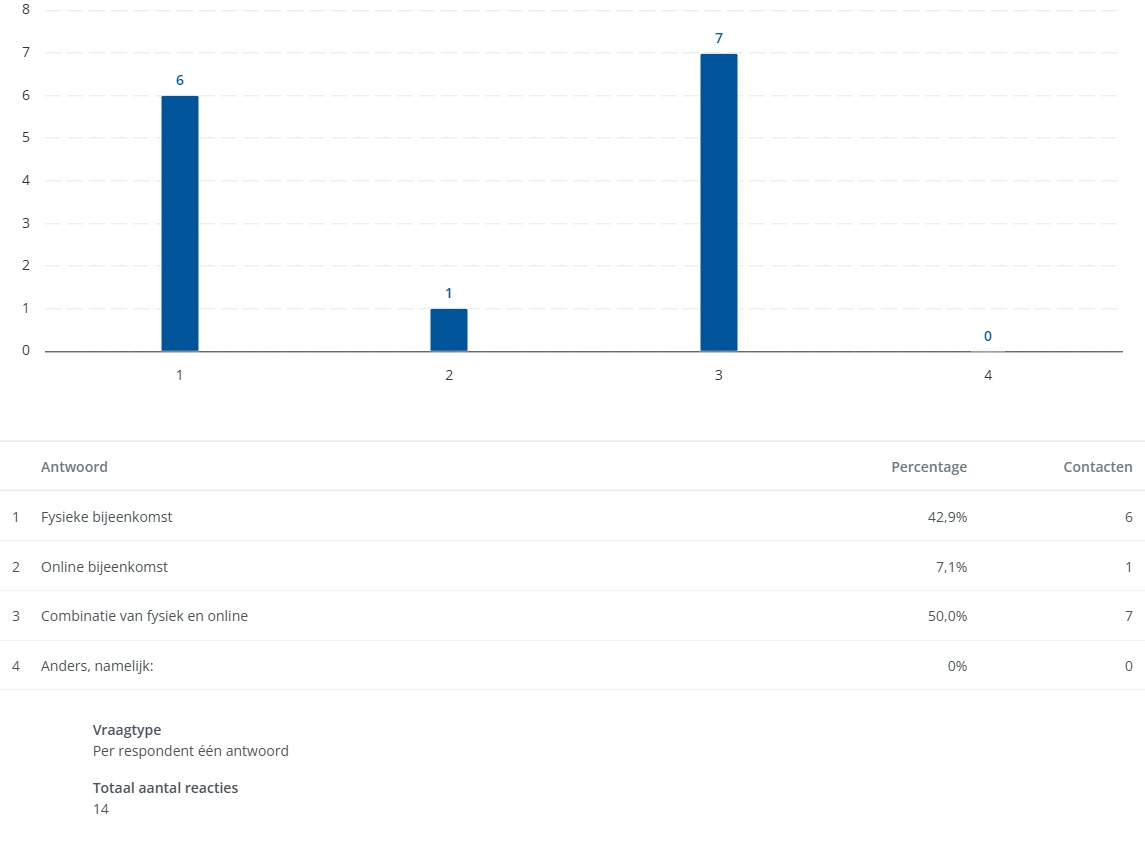 8
7
7
6
6
5
4
3
2
1
1
0
0
1 2 3 4
Antwoord Percentage Contacten
1 Fysieke bijeenkomst 42,9% 6
2 Online bijeenkomst 7,1% 1
3 Combinatie van fysiek en online 50,0% 7
4 Anders, namelijk: 0% 0
Vraagtype
Per respondent één antwoord
Totaal aantal reacties
14